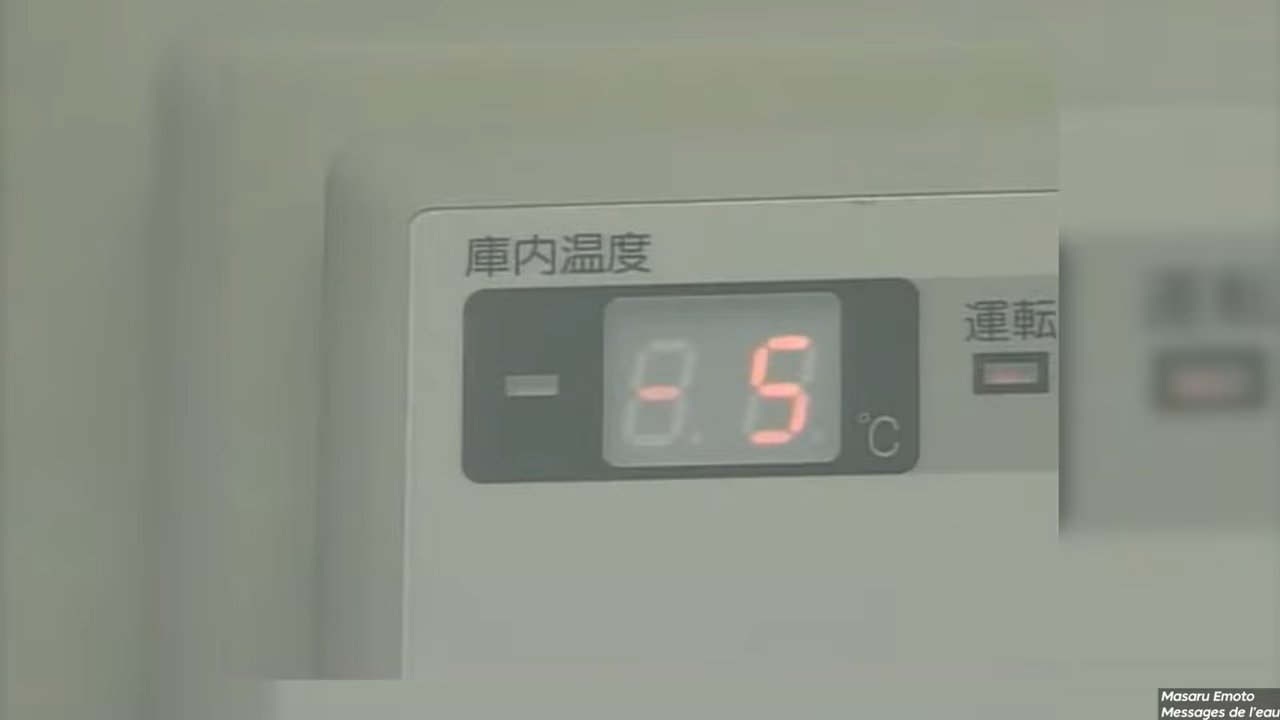 庫内温度
運転
- 5
°C
Masaru Emoto
Messages de l'eau